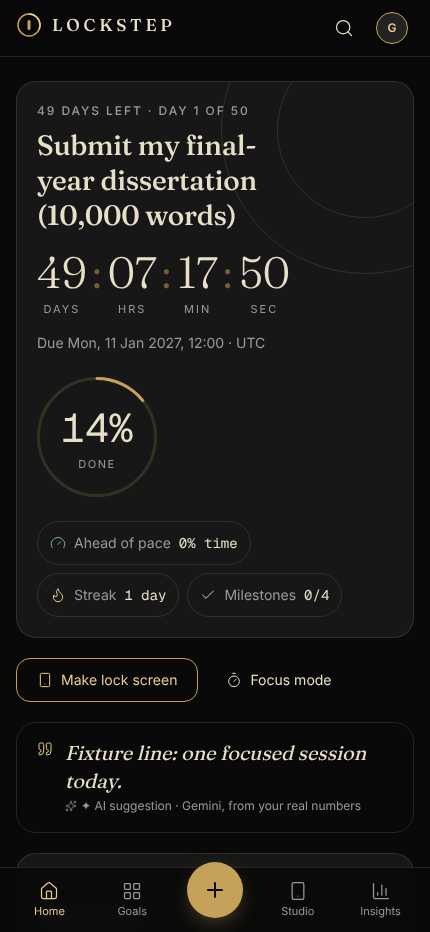 LOCKSTEP
G
49 DAYS LEFT · DAY 1 OF 50
Submit my final-
year dissertation
(10,000 words)
49:07:17:50
DAYS HRS MIN SEC
Due Mon, 11 Jan 2027, 12:00 · UTC
14%
DONE
Ahead of pace 0% time
Streak 1 day
Milestones 0/4
Make lock screen
Focus mode
Fixture line: one focused session
today.
✦ AI suggestion · Gemini, from your real numbers
Home
Goals
Studio
Insights